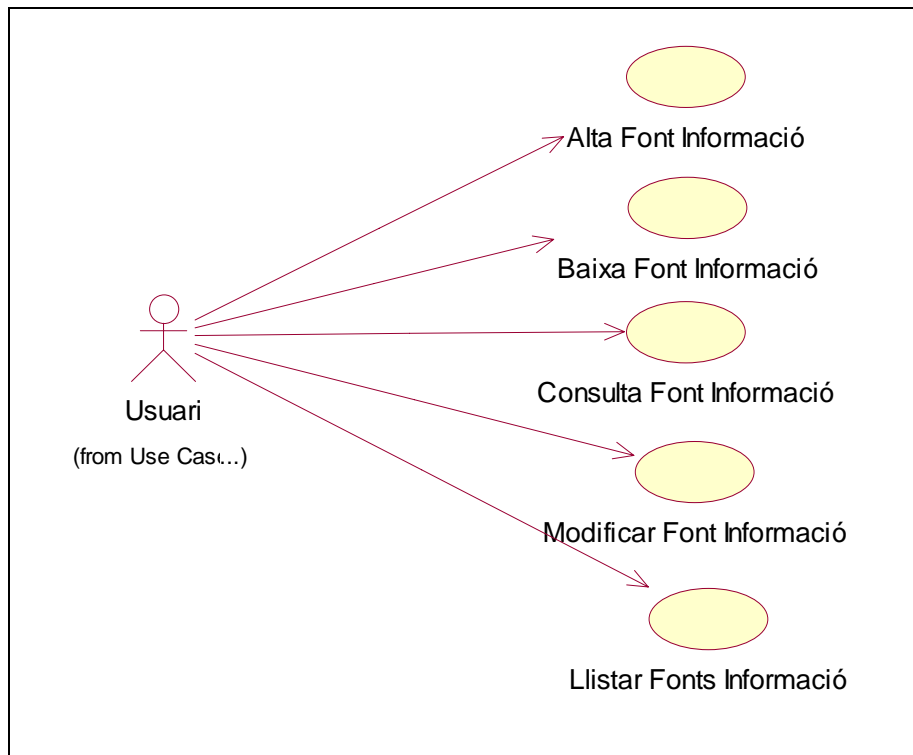 Alta Font Informació
Baixa Font Informació
Consulta Font Informació
Usuari
(from Use Cas...)
Modificar Font Informació
Llistar Fonts Informació